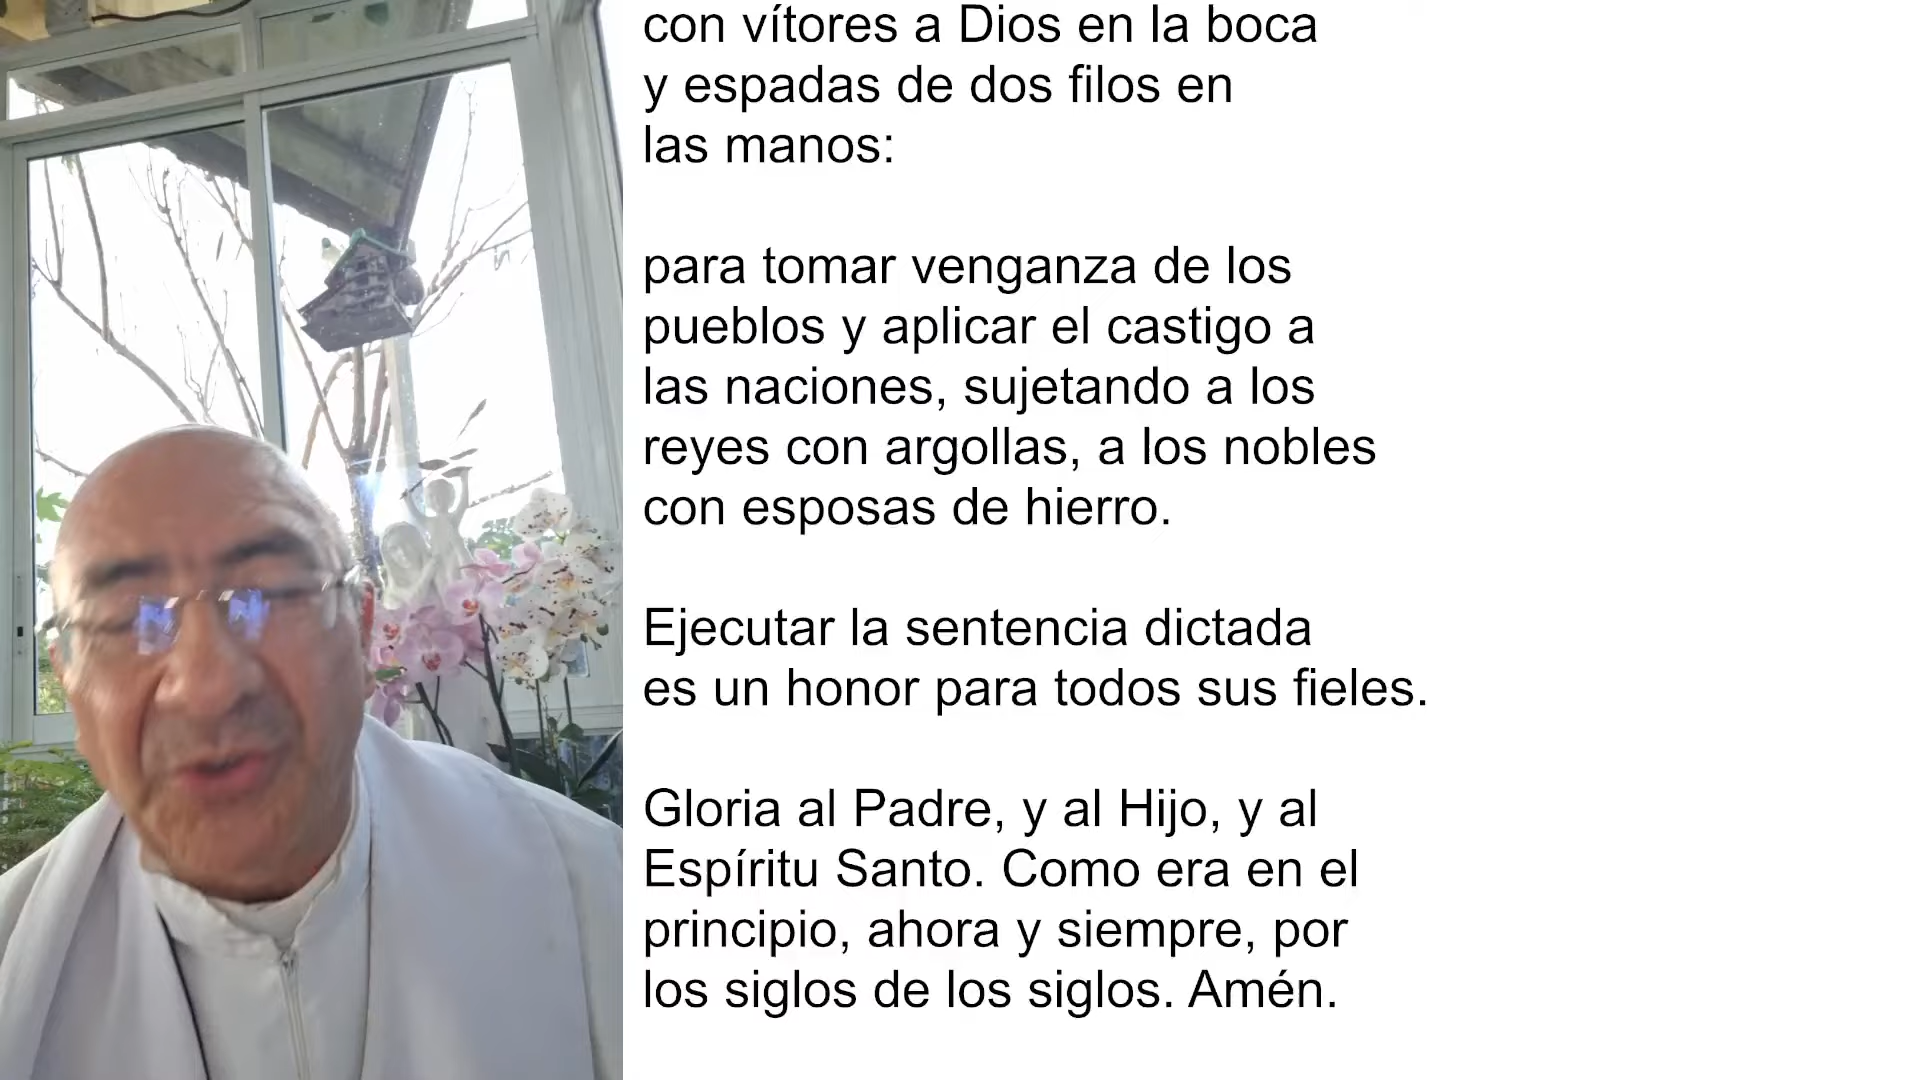 con vítores a Dios en la boca
y espadas de dos filos en
las manos:
para tomar venganza de los
pueblos y aplicar el castigo a
las naciones, sujetando a los
reyes con argollas, a los nobles
con esposas de hierro.
Ejecutar la sentencia dictada
es un honor para todos sus fieles.
Gloria al Padre, y al Hijo, y al
Espíritu Santo. Como era en el
principio, ahora y siempre, por
los siglos de los siglos. Amén.